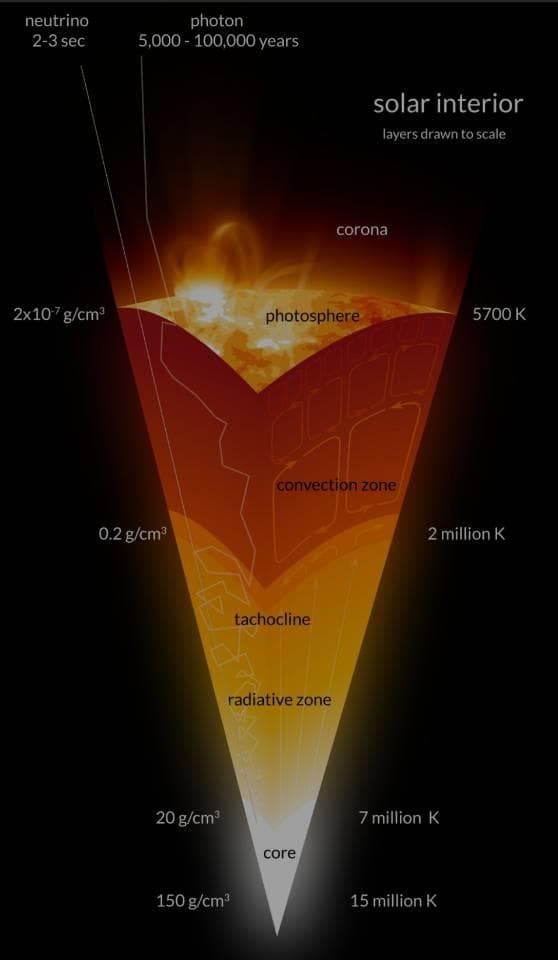 neutrino
2-3 sec
photon
5,000 - 100,000 years
solar interior
layers drawn to scale
corona
2x10⁻⁷ g/cm³
photosphere
5700 K
convection zone
0.2 g/cm³
2 million K
tachocline
radiative zone
20 g/cm³
7 million K
core
150 g/cm³
15 million K